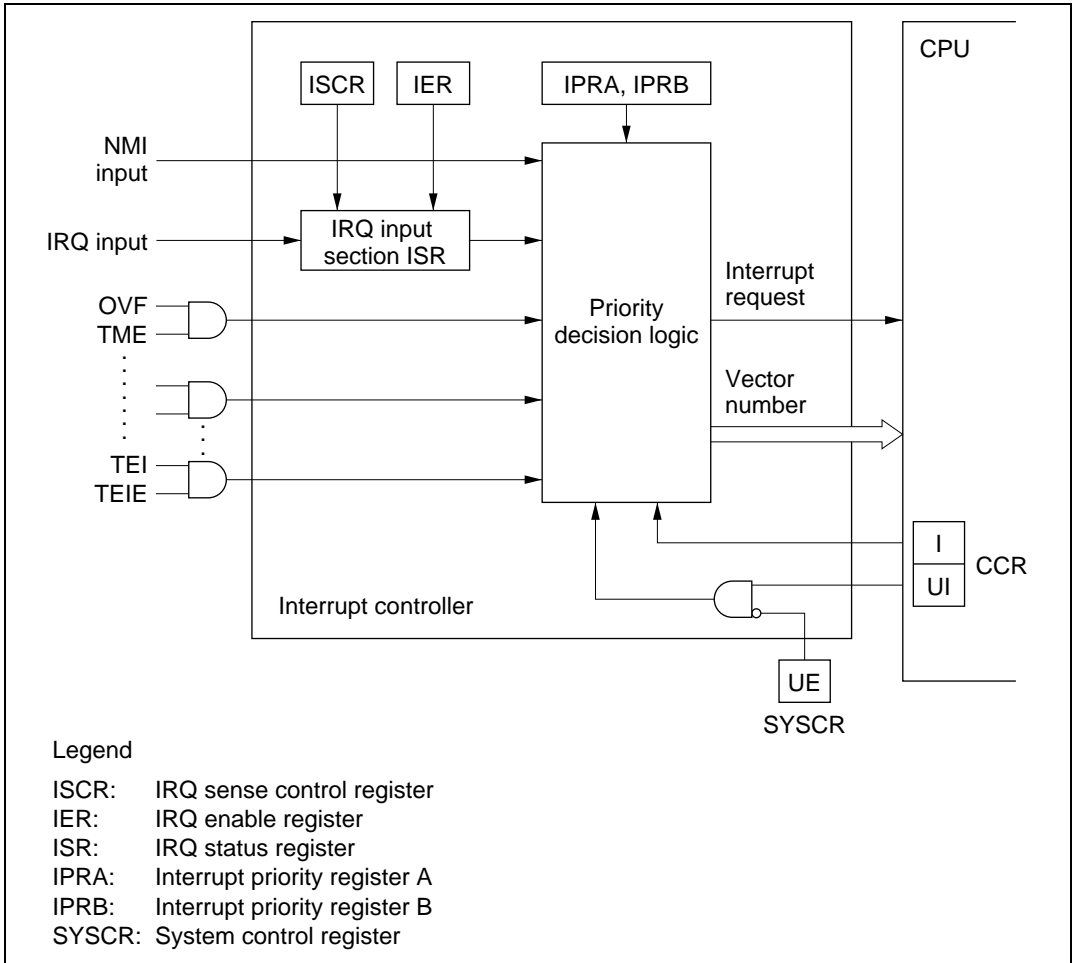 CPU
ISCR
IER
IPRA, IPRB
NMI
input
IRQ input
IRQ input
section ISR
Interrupt
request
OVF
TME
Priority
decision logic
Vector
number
TEI
TEIE
I
UI
CCR
Interrupt controller
UE
SYSCR
Legend
ISCR: IRQ sense control register
IER: IRQ enable register
ISR: IRQ status register
IPRA: Interrupt priority register A
IPRB: Interrupt priority register B
SYSCR: System control register